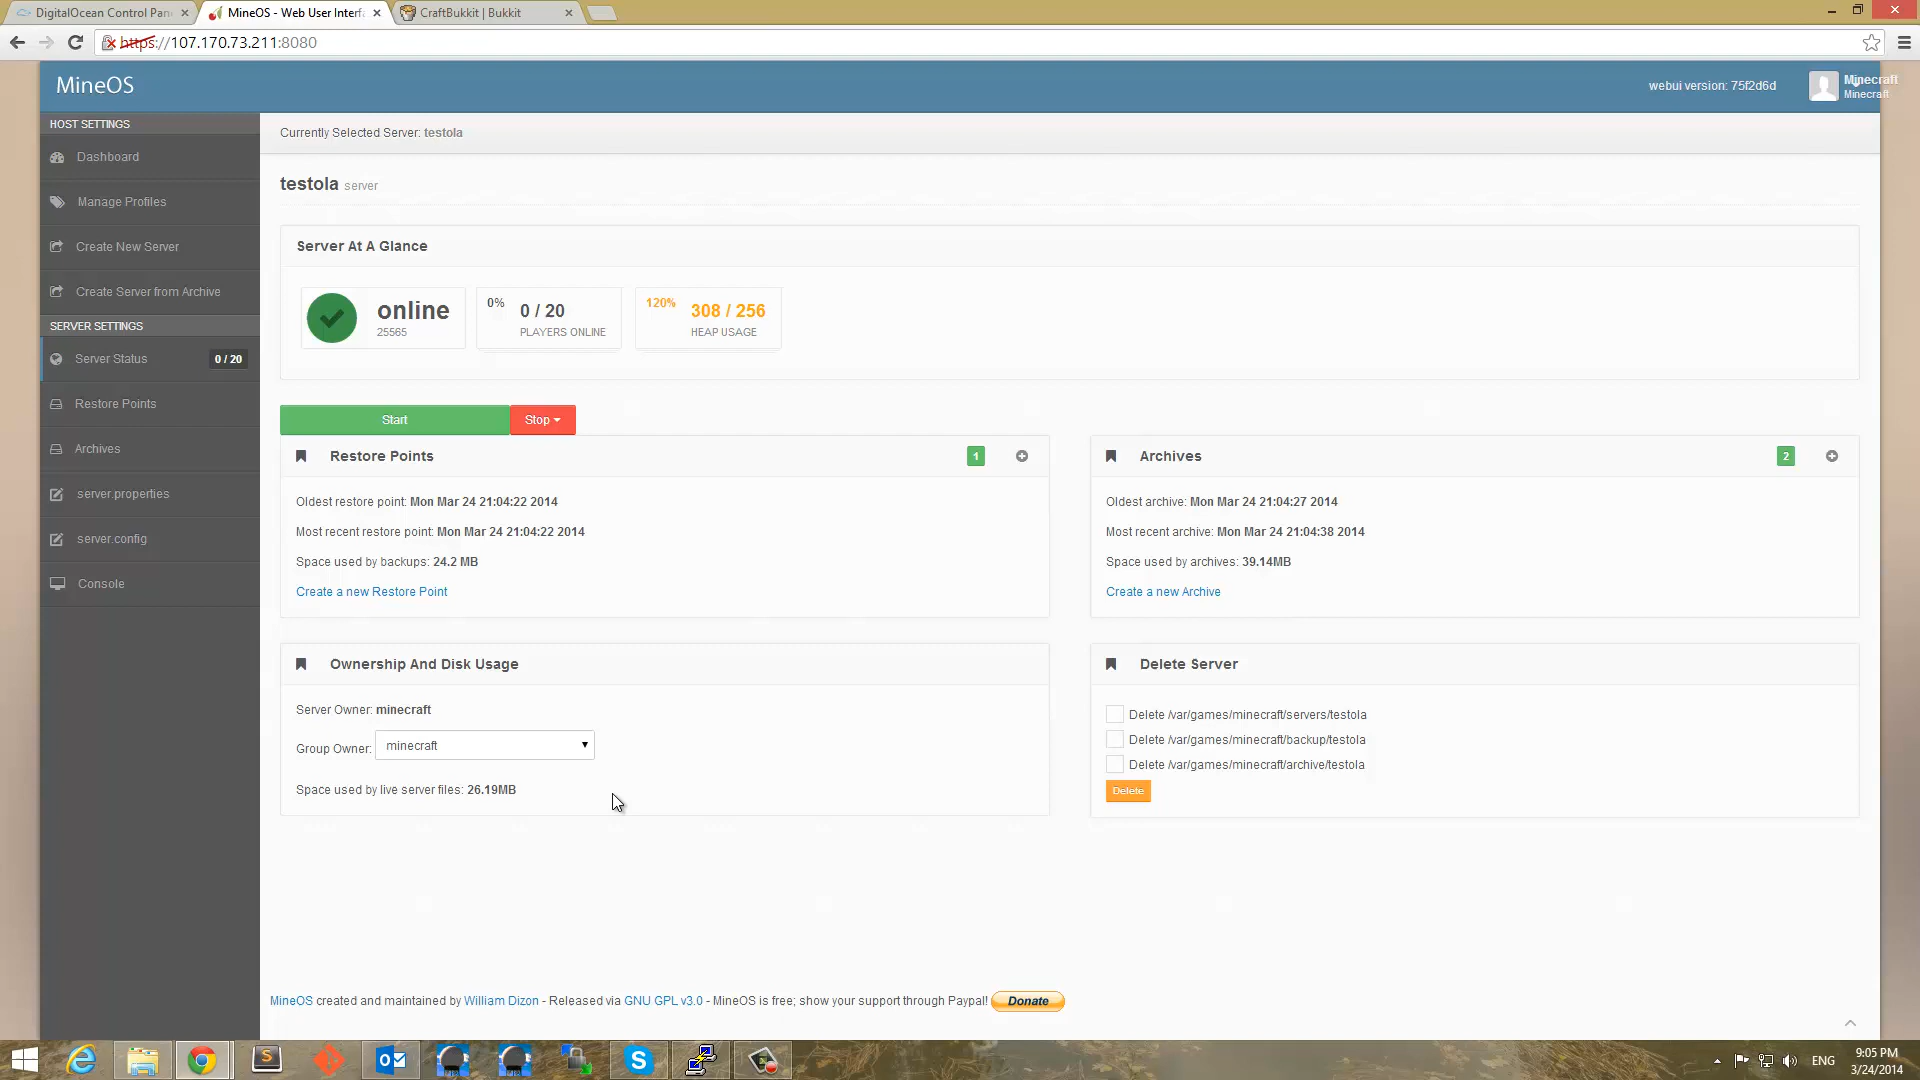 DigitalOcean Control Pan
MineOS - Web User Interfa
CraftBukkit | Bukkit
https://107.170.73.211:8080
MineOS
webui version: 75f2d6d
Minecraft
Minecraft
HOST SETTINGS
Dashboard
Manage Profiles
Create New Server
Create Server from Archive
SERVER SETTINGS
Server Status 0 / 20
Restore Points
Archives
server.properties
server.config
Console
Currently Selected Server: testola
testola server
Server At A Glance
online
25565
0%
0 / 20
PLAYERS ONLINE
120%
308 / 256
HEAP USAGE
Start
Stop
Restore Points 1
Oldest restore point: Mon Mar 24 21:04:22 2014
Most recent restore point: Mon Mar 24 21:04:22 2014
Space used by backups: 24.2 MB
Create a new Restore Point
Archives 2
Oldest archive: Mon Mar 24 21:04:27 2014
Most recent archive: Mon Mar 24 21:04:38 2014
Space used by archives: 39.14MB
Create a new Archive
Ownership And Disk Usage
Server Owner: minecraft
Group Owner: minecraft
Space used by live server files: 26.19MB
Delete Server
Delete /var/games/minecraft/servers/testola
Delete /var/games/minecraft/backup/testola
Delete /var/games/minecraft/archive/testola
Delete
MineOS created and maintained by William Dizon - Released via GNU GPL v3.0 - MineOS is free; show your support through Paypal! Donate
ENG
9:05 PM
3/24/2014